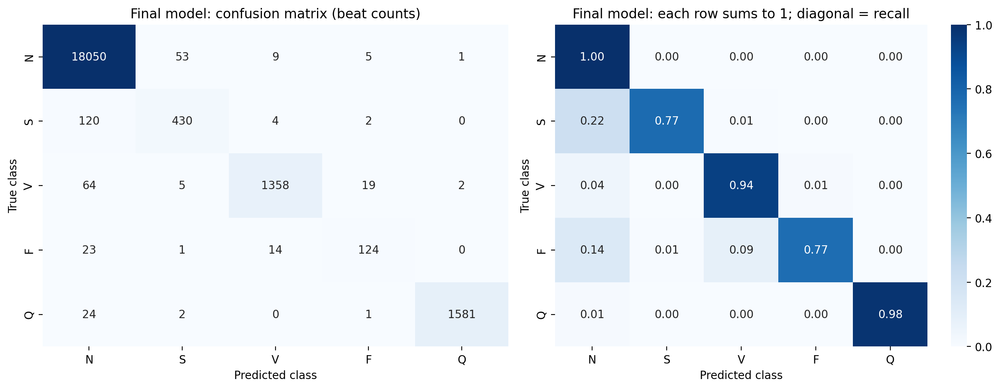 Final model: confusion matrix (beat counts)
N 18050 53 9 5 1
S 120 430 4 2 0
V 64 5 1358 19 2
F 23 1 14 124 0
Q 24 2 0 1 1581
N S V F Q
True class
Predicted class
Final model: each row sums to 1; diagonal = recall
N 1.00 0.00 0.00 0.00 0.00
S 0.22 0.77 0.01 0.00 0.00
V 0.04 0.00 0.94 0.01 0.00
F 0.14 0.01 0.09 0.77 0.00
Q 0.01 0.00 0.00 0.00 0.98
N S V F Q
True class
Predicted class
1.0
0.8
0.6
0.4
0.2
0.0